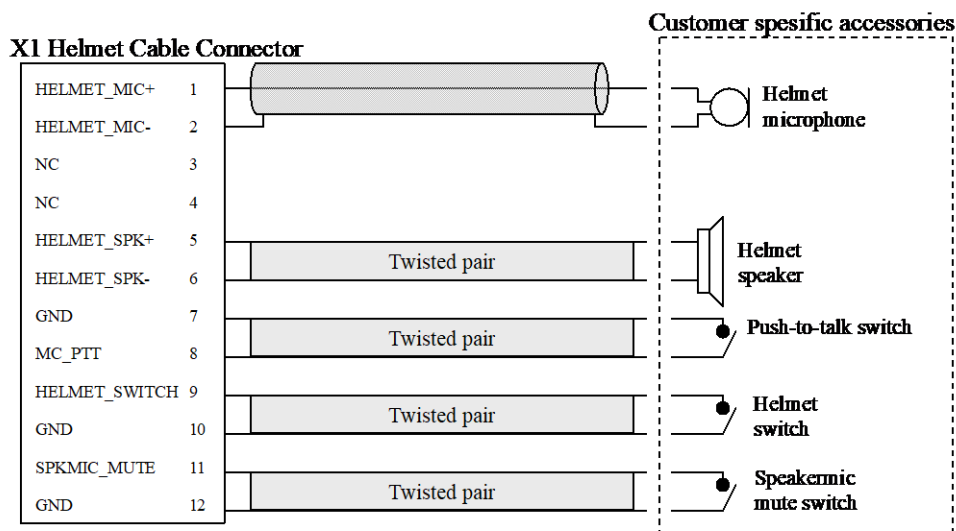 Customer spesific accessories
X1 Helmet Cable Connector
HELMET_MIC+ 1
HELMET_MIC- 2
NC 3
NC 4
HELMET_SPK+ 5
HELMET_SPK- 6
GND 7
MC_PTT 8
HELMET_SWITCH 9
GND 10
SPKMIC_MUTE 11
GND 12
Twisted pair
Twisted pair
Twisted pair
Twisted pair
Helmet
microphone
Helmet
speaker
Push-to-talk switch
Helmet
switch
Speakermic
mute switch